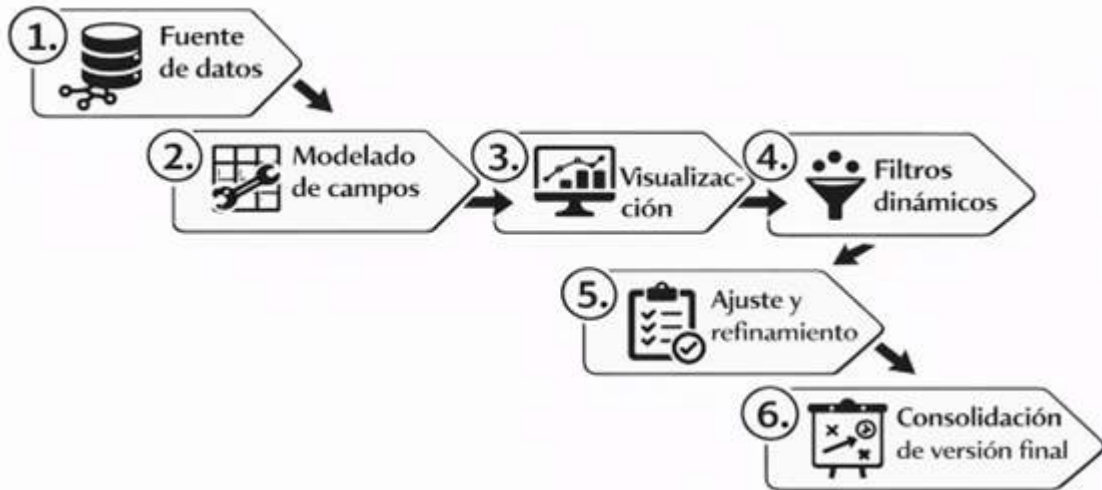 1.
Fuente
de datos
2.
Modelado
de campos
3.
Visualizac-
ción
4.
Filtros
dinámicos
5.
Ajuste y
refinamiento
6.
Consolidación
de versión final